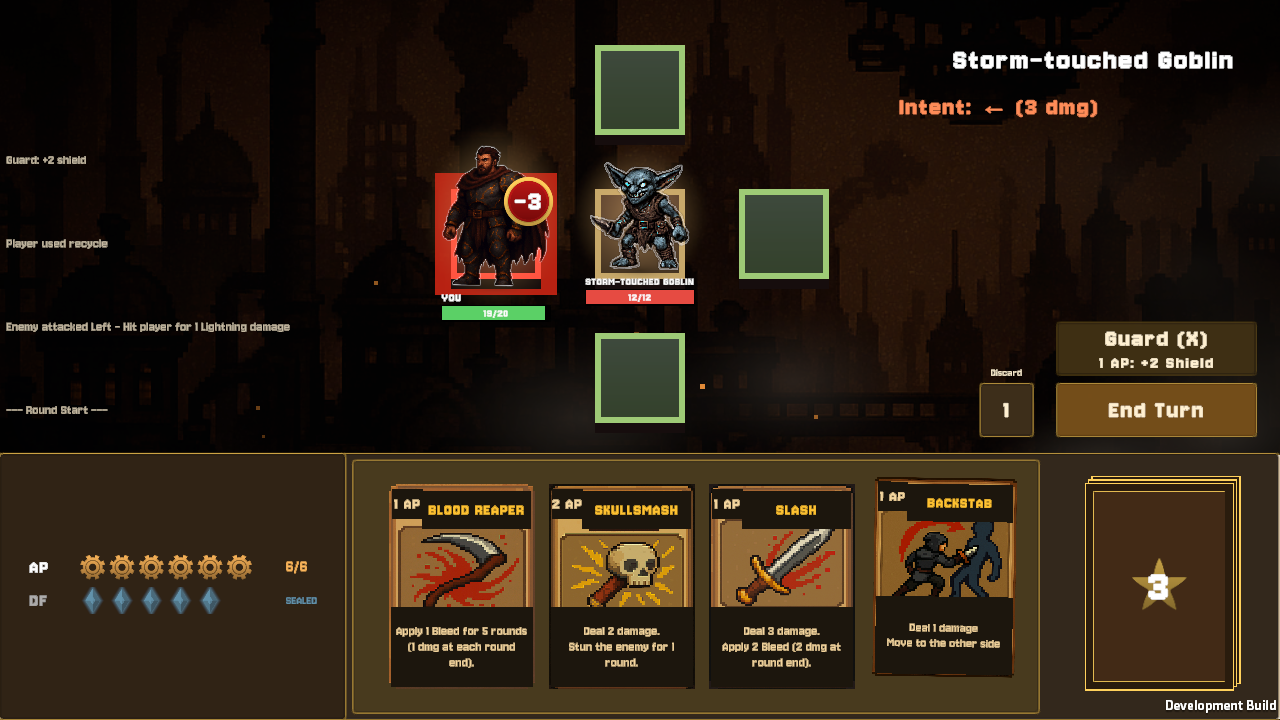 Storm-touched Goblin
Intent: ← (3 dmg)
Guard: +2 shield
Player used recycle
Enemy attacked Left - Hit player for 1 Lightning damage
--- Round Start ---
-3
YOU
19/20
STORM-TOUCHED GOBLIN
12/12
Guard (X)
1 AP: +2 Shield
Discard
1
End Turn
AP
6/6
DF
SEALED
1 AP
BLOOD REAPER
Apply 1 Bleed for 5 rounds
(1 dmg at each round
end).
2 AP
SKULLSMASH
Deal 2 damage.
Stun the enemy for 1
round.
1 AP
SLASH
Deal 3 damage.
Apply 2 Bleed (2 dmg at
round end).
1 AP
BACKSTAB
Deal 1 damage
Move to the other side
3
Development Build